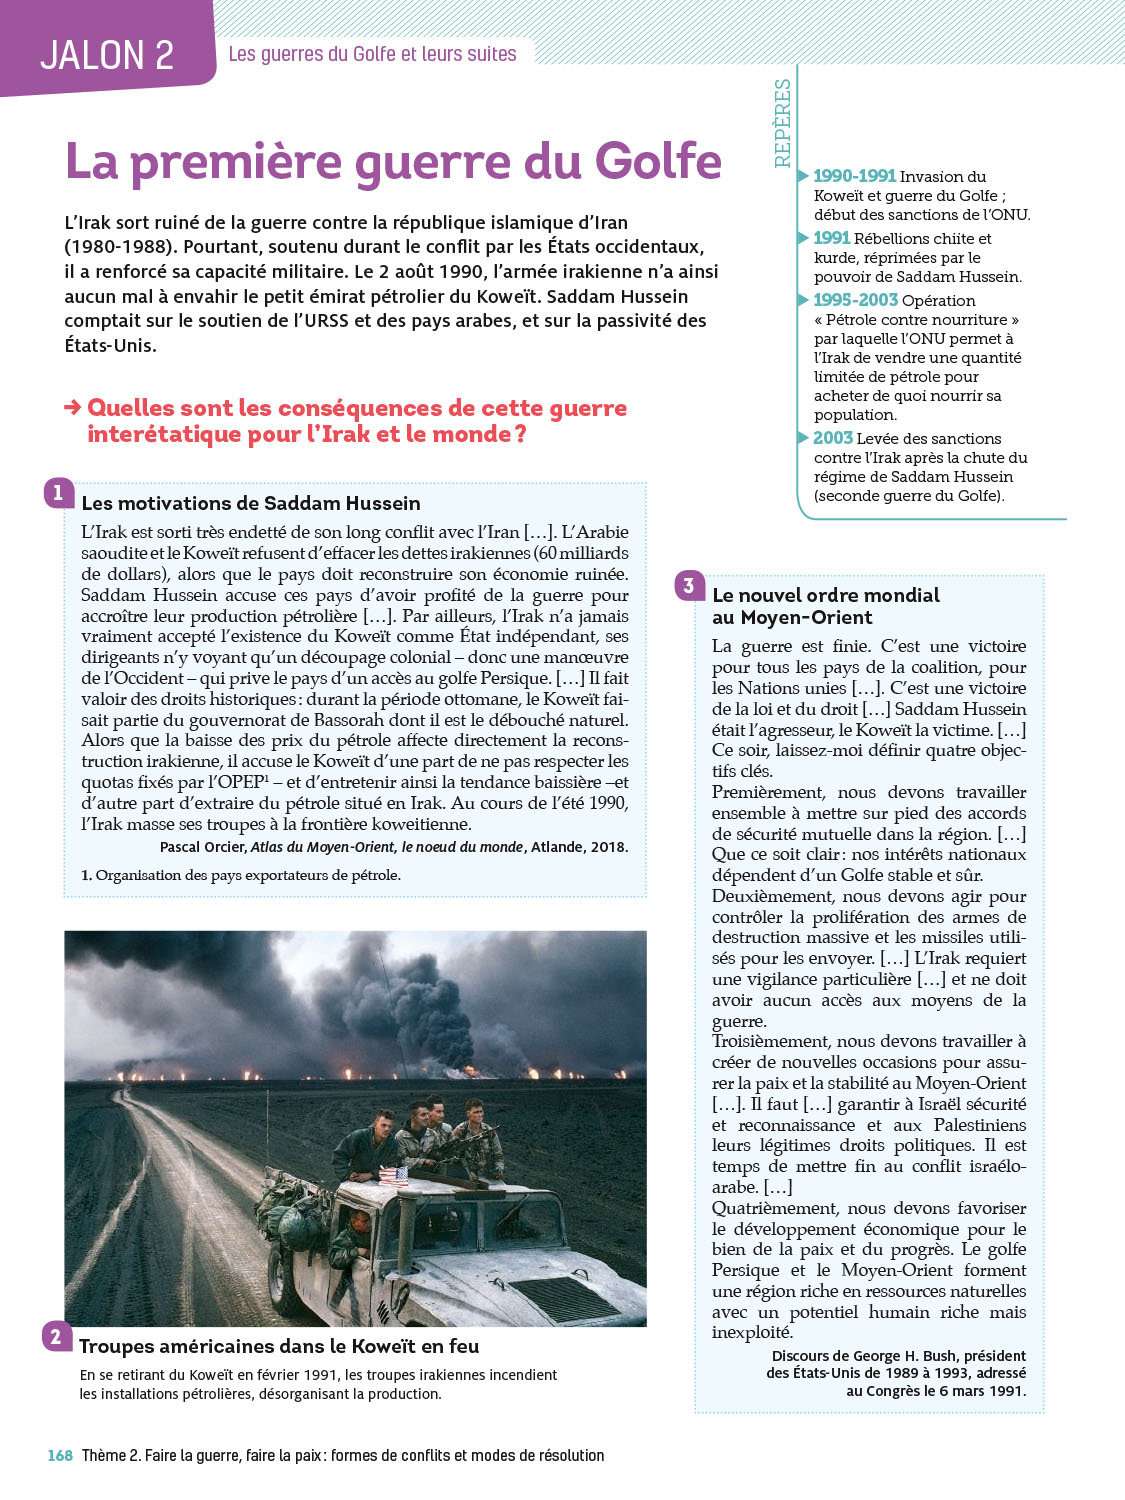 JALON 2
Les guerres du Golfe et leurs suites
La première guerre du Golfe
L’Irak sort ruiné de la guerre contre la république islamique d’Iran
(1980-1988). Pourtant, soutenu durant le conflit par les États occidentaux,
il a renforcé sa capacité militaire. Le 2 août 1990, l’armée irakienne n’a ainsi
aucun mal à envahir le petit émirat pétrolier du Koweït. Saddam Hussein
comptait sur le soutien de l’URSS et des pays arabes, et sur la passivité des
États-Unis.
→ Quelles sont les conséquences de cette guerre
interétatique pour l’Irak et le monde ?
REPÈRES
1990-1991 Invasion du
Koweït et guerre du Golfe ;
début des sanctions de l’ONU.
1991 Rébellions chiite et
kurde, réprimées par le
pouvoir de Saddam Hussein.
1995-2003 Opération
« Pétrole contre nourriture »
par laquelle l’ONU permet à
l’Irak de vendre une quantité
limitée de pétrole pour
acheter de quoi nourrir sa
population.
2003 Levée des sanctions
contre l’Irak après la chute du
régime de Saddam Hussein
(seconde guerre du Golfe).
1
Les motivations de Saddam Hussein
L’Irak est sorti très endetté de son long conflit avec l’Iran […]. L’Arabie
saoudite et le Koweït refusent d’effacer les dettes irakiennes (60 milliards
de dollars), alors que le pays doit reconstruire son économie ruinée.
Saddam Hussein accuse ces pays d’avoir profité de la guerre pour
accroître leur production pétrolière […]. Par ailleurs, l’Irak n’a jamais
vraiment accepté l’existence du Koweït comme État indépendant, ses
dirigeants n’y voyant qu’un découpage colonial – donc une manœuvre
de l’Occident – qui prive le pays d’un accès au golfe Persique. […] Il fait
valoir des droits historiques : durant la période ottomane, le Koweït fai-
sait partie du gouvernorat de Bassorah dont il est le débouché naturel.
Alors que la baisse des prix du pétrole affecte directement la recons-
truction irakienne, il accuse le Koweït d’une part de ne pas respecter les
quotas fixés par l’OPEP¹ – et d’entretenir ainsi la tendance baissière –et
d’autre part d’extraire du pétrole situé en Irak. Au cours de l’été 1990,
l’Irak masse ses troupes à la frontière koweitienne.
Pascal Orcier, Atlas du Moyen-Orient, le noeud du monde, Atlande, 2018.
1. Organisation des pays exportateurs de pétrole.
2
Troupes américaines dans le Koweït en feu
En se retirant du Koweït en février 1991, les troupes irakiennes incendient
les installations pétrolières, désorganisant la production.
3
Le nouvel ordre mondial
au Moyen-Orient
La guerre est finie. C’est une victoire
pour tous les pays de la coalition, pour
les Nations unies […]. C’est une victoire
de la loi et du droit […] Saddam Hussein
était l’agresseur, le Koweït la victime. […]
Ce soir, laissez-moi définir quatre objec-
tifs clés.
Premièrement, nous devons travailler
ensemble à mettre sur pied des accords
de sécurité mutuelle dans la région. […]
Que ce soit clair : nos intérêts nationaux
dépendent d’un Golfe stable et sûr.
Deuxièmement, nous devons agir pour
contrôler la prolifération des armes de
destruction massive et les missiles utili-
sés pour les envoyer. […] L’Irak requiert
une vigilance particulière […] et ne doit
avoir aucun accès aux moyens de la
guerre.
Troisièmement, nous devons travailler à
créer de nouvelles occasions pour assu-
rer la paix et la stabilité au Moyen-Orient
[…]. Il faut […] garantir à Israël sécurité
et reconnaissance et aux Palestiniens
leurs légitimes droits politiques. Il est
temps de mettre fin au conflit israélo-
arabe. […]
Quatrièmement, nous devons favoriser
le développement économique pour le
bien de la paix et du progrès. Le golfe
Persique et le Moyen-Orient forment
une région riche en ressources naturelles
avec un potentiel humain riche mais
inexploité.
Discours de George H. Bush, président
des États-Unis de 1989 à 1993, adressé
au Congrès le 6 mars 1991.
168 Thème 2. Faire la guerre, faire la paix : formes de conflits et modes de résolution